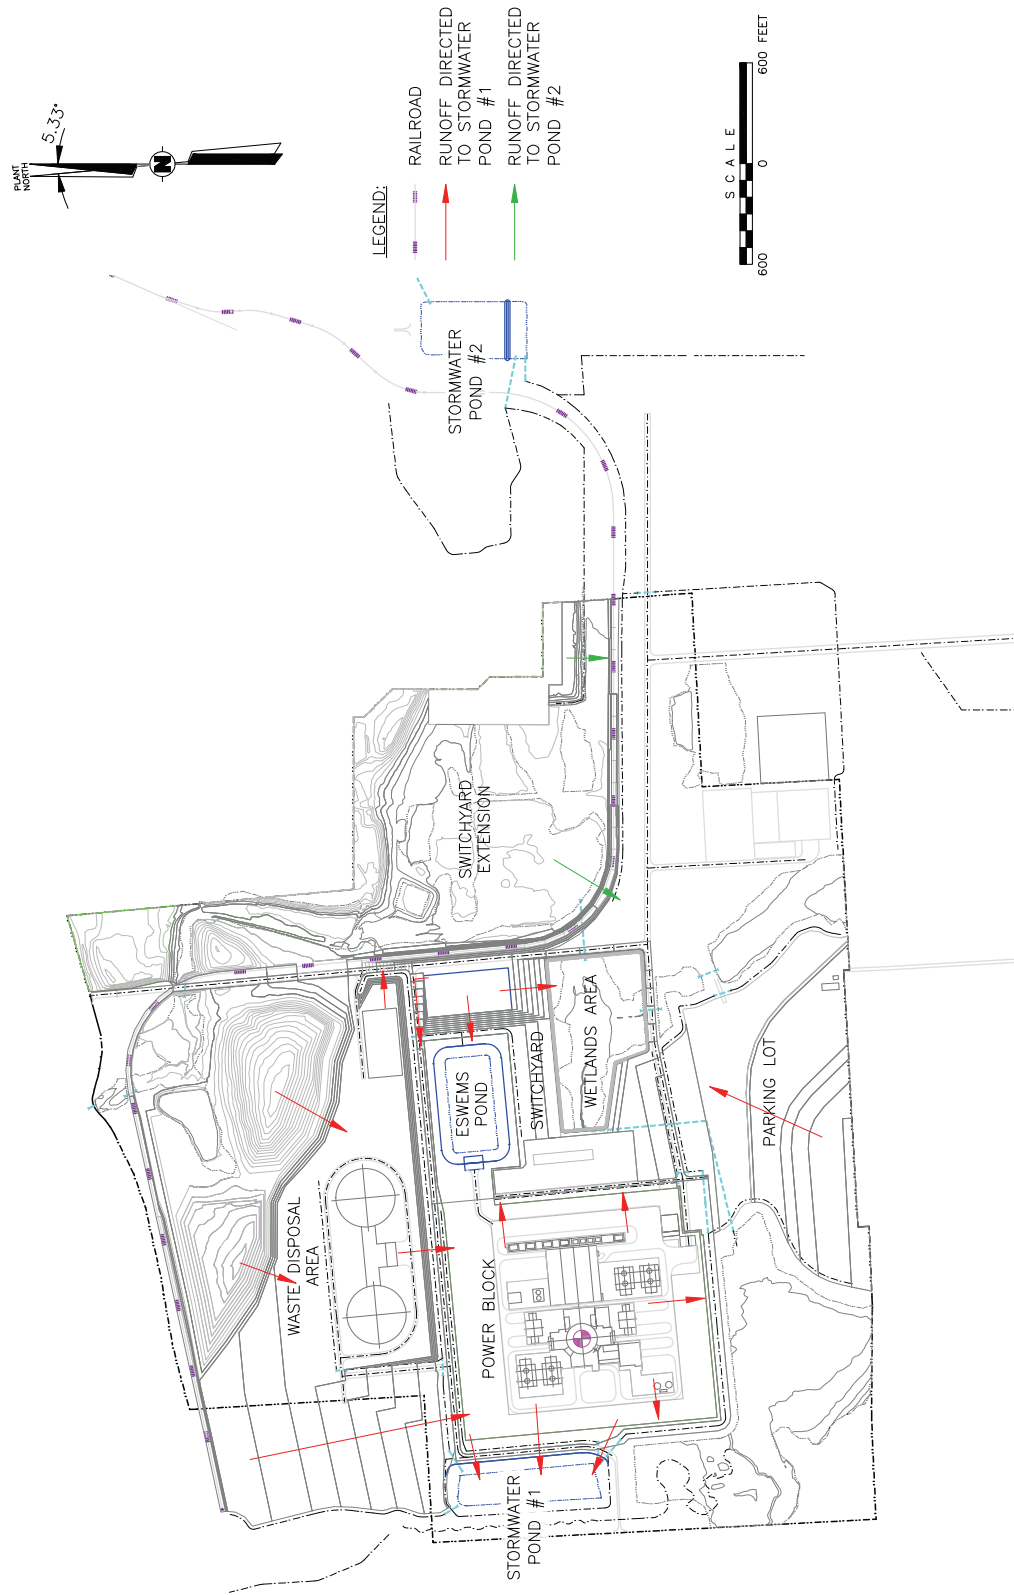 PLANT
NORTH
5.33°
N
LEGEND:
RAILROAD
RUNOFF DIRECTED
TO STORMWATER
POND #1
RUNOFF DIRECTED
TO STORMWATER
POND #2
SCALE
600
0
600 FEET
STORMWATER
POND #2
SWITCHYARD
EXTENSION
WASTE DISPOSAL
AREA
ESWEMS
POND
SWITCHYARD
WETLANDS AREA
PARKING LOT
POWER BLOCK
STORMWATER
POND #1